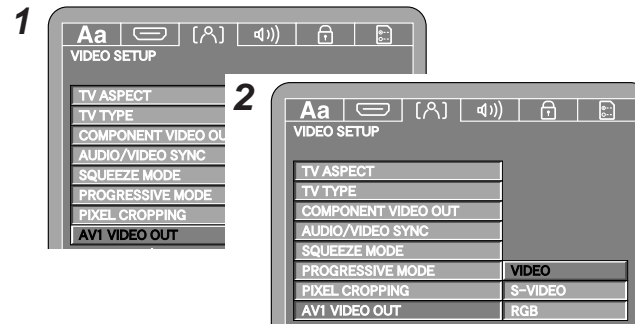 1
Aa
VIDEO SETUP
TV ASPECT
TV TYPE
COMPONENT VIDEO OU
AUDIO/VIDEO SYNC
SQUEEZE MODE
PROGRESSIVE MODE
PIXEL CROPPING
AV1 VIDEO OUT
2
Aa
VIDEO SETUP
TV ASPECT
TV TYPE
COMPONENT VIDEO OUT
AUDIO/VIDEO SYNC
SQUEEZE MODE
PROGRESSIVE MODE VIDEO
PIXEL CROPPING S-VIDEO
AV1 VIDEO OUT RGB